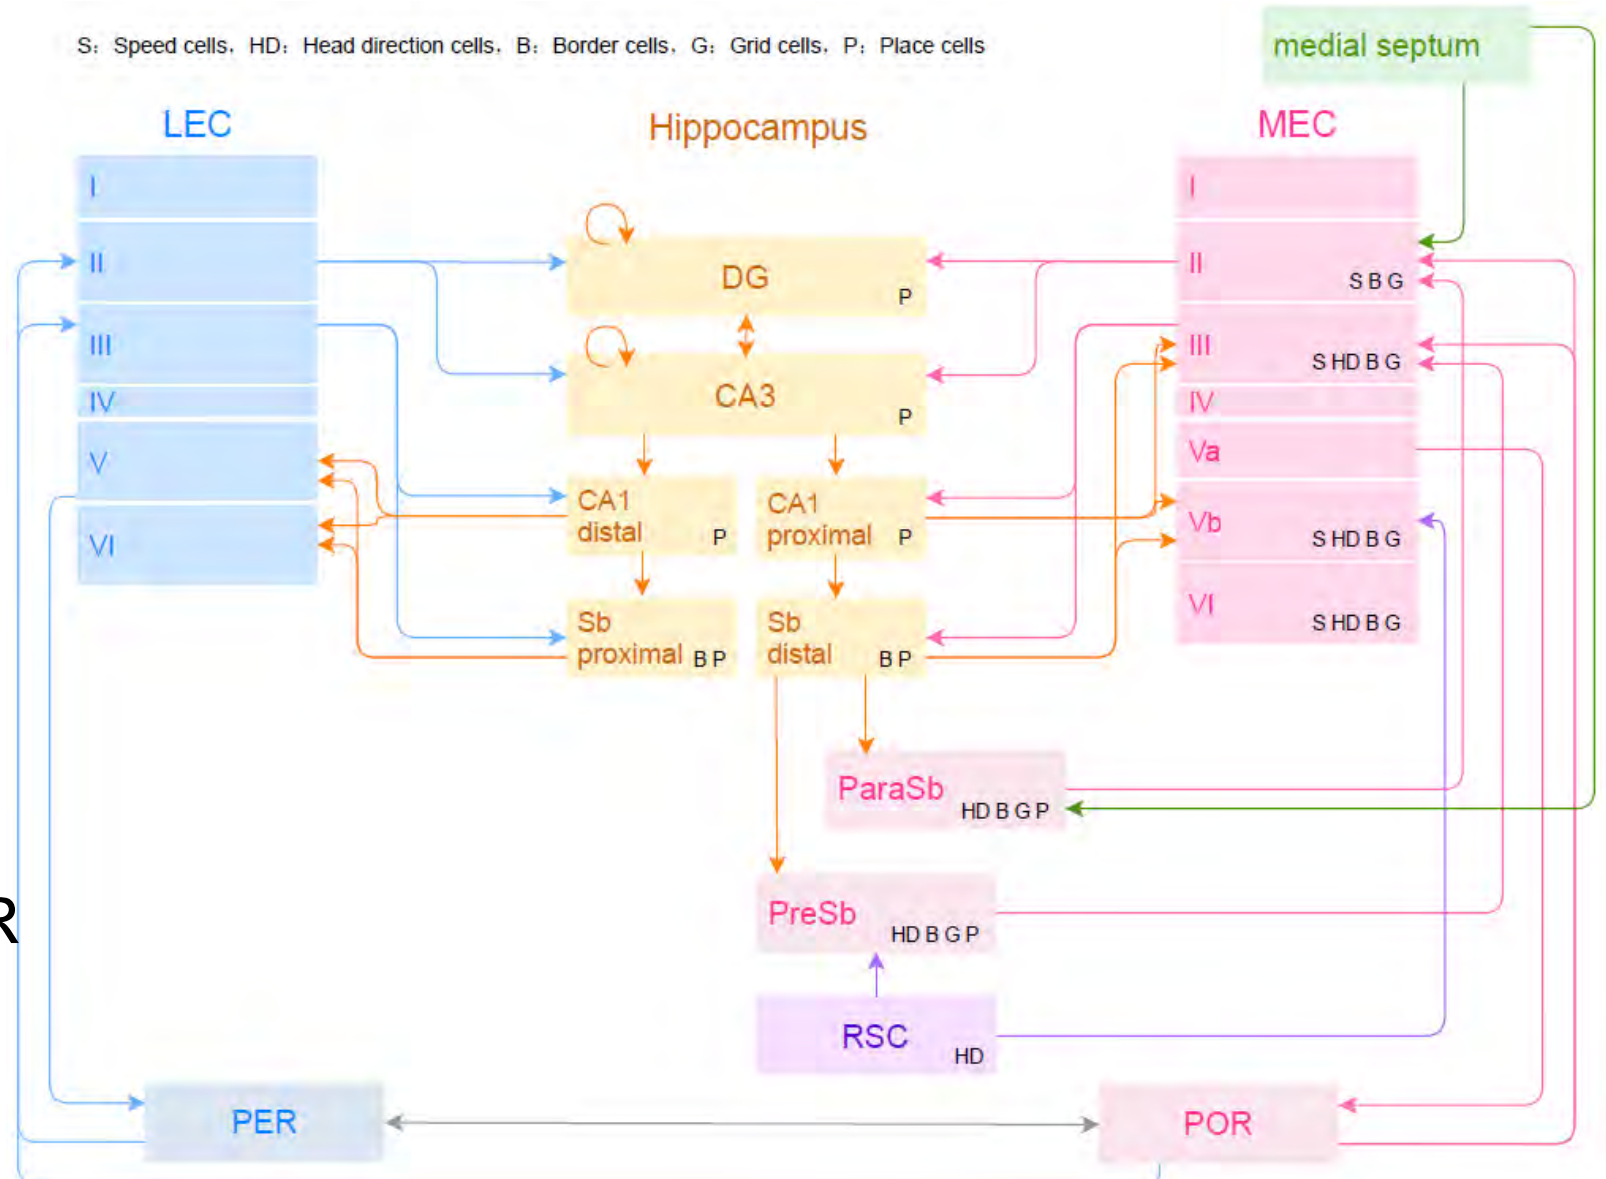 S: Speed cells, HD: Head direction cells, B: Border cells, G: Grid cells, P: Place cells
medial septum
LEC
Hippocampus
MEC
I
II
III
IV
V
VI
DG
P
CA3
P
CA1
distal
P
CA1
proximal
P
Sb
proximal
B P
Sb
distal
B P
I
II
S B G
III
S HD B G
IV
Va
Vb
S HD B G
VI
S HD B G
ParaSb
HD B G P
R
PreSb
HD B G P
RSC
HD
PER
POR